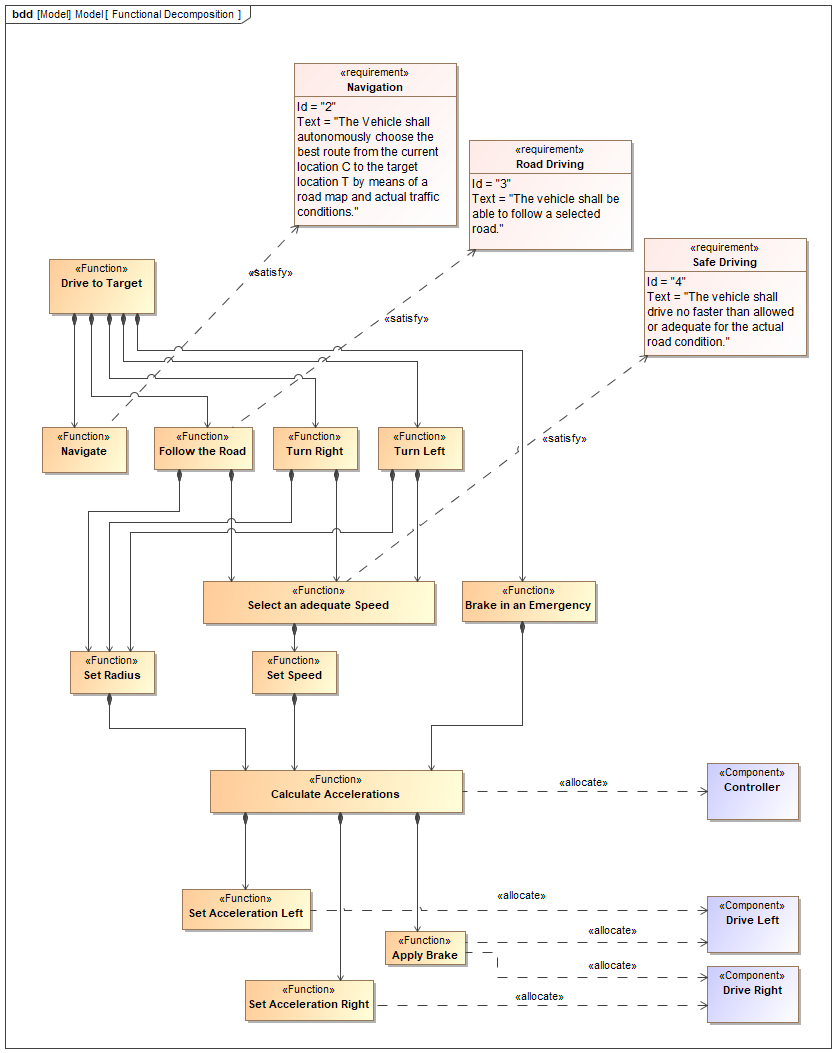 bdd [Model] Model [ Functional Decomposition ]
«requirement»
Navigation
Id = "2"
Text = "The Vehicle shall
autonomously choose the
best route from the current
location C to the target
location T by means of a
road map and actual traffic
conditions."
«requirement»
Road Driving
Id = "3"
Text = "The vehicle shall be
able to follow a selected
road."
«requirement»
Safe Driving
Id = "4"
Text = "The vehicle shall
drive no faster than allowed
or adequate for the actual
road condition."
«Function»
Drive to Target
«satisfy»
«satisfy»
«satisfy»
«Function»
Navigate
«Function»
Follow the Road
«Function»
Turn Right
«Function»
Turn Left
«Function»
Select an adequate Speed
«Function»
Brake in an Emergency
«Function»
Set Radius
«Function»
Set Speed
«Function»
Calculate Accelerations
«allocate»
«Component»
Controller
«Function»
Set Acceleration Left
«allocate»
«Component»
Drive Left
«Function»
Apply Brake
«allocate»
«allocate»
«Component»
Drive Right
«Function»
Set Acceleration Right
«allocate»